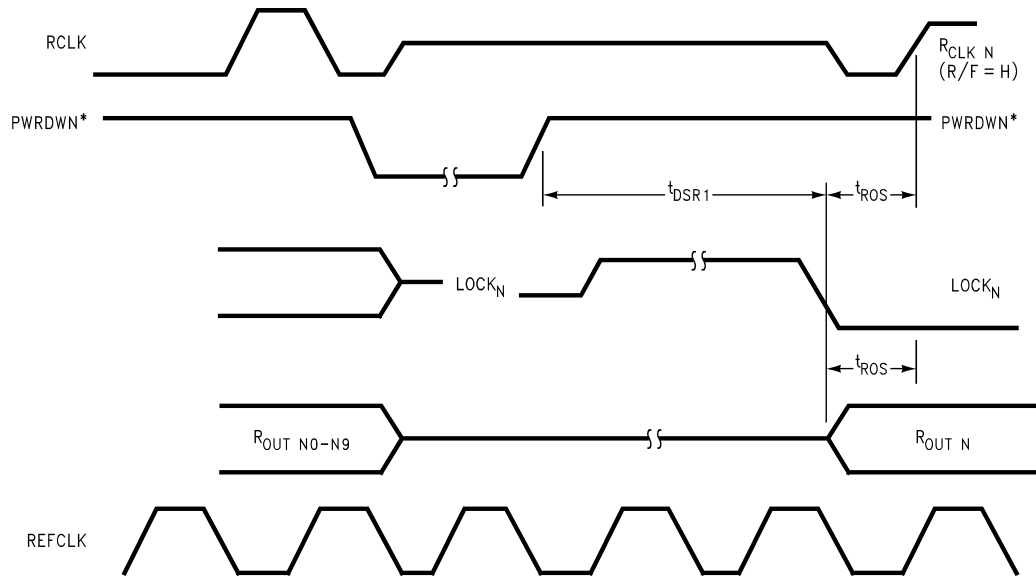 RCLK
R_CLK N
(R/F = H)
PWRDWN*
PWRDWN*
t_DSR1
t_ROS
LOCK_N
LOCK_N
t_ROS
R_OUT N0-N9
R_OUT N
REFCLK